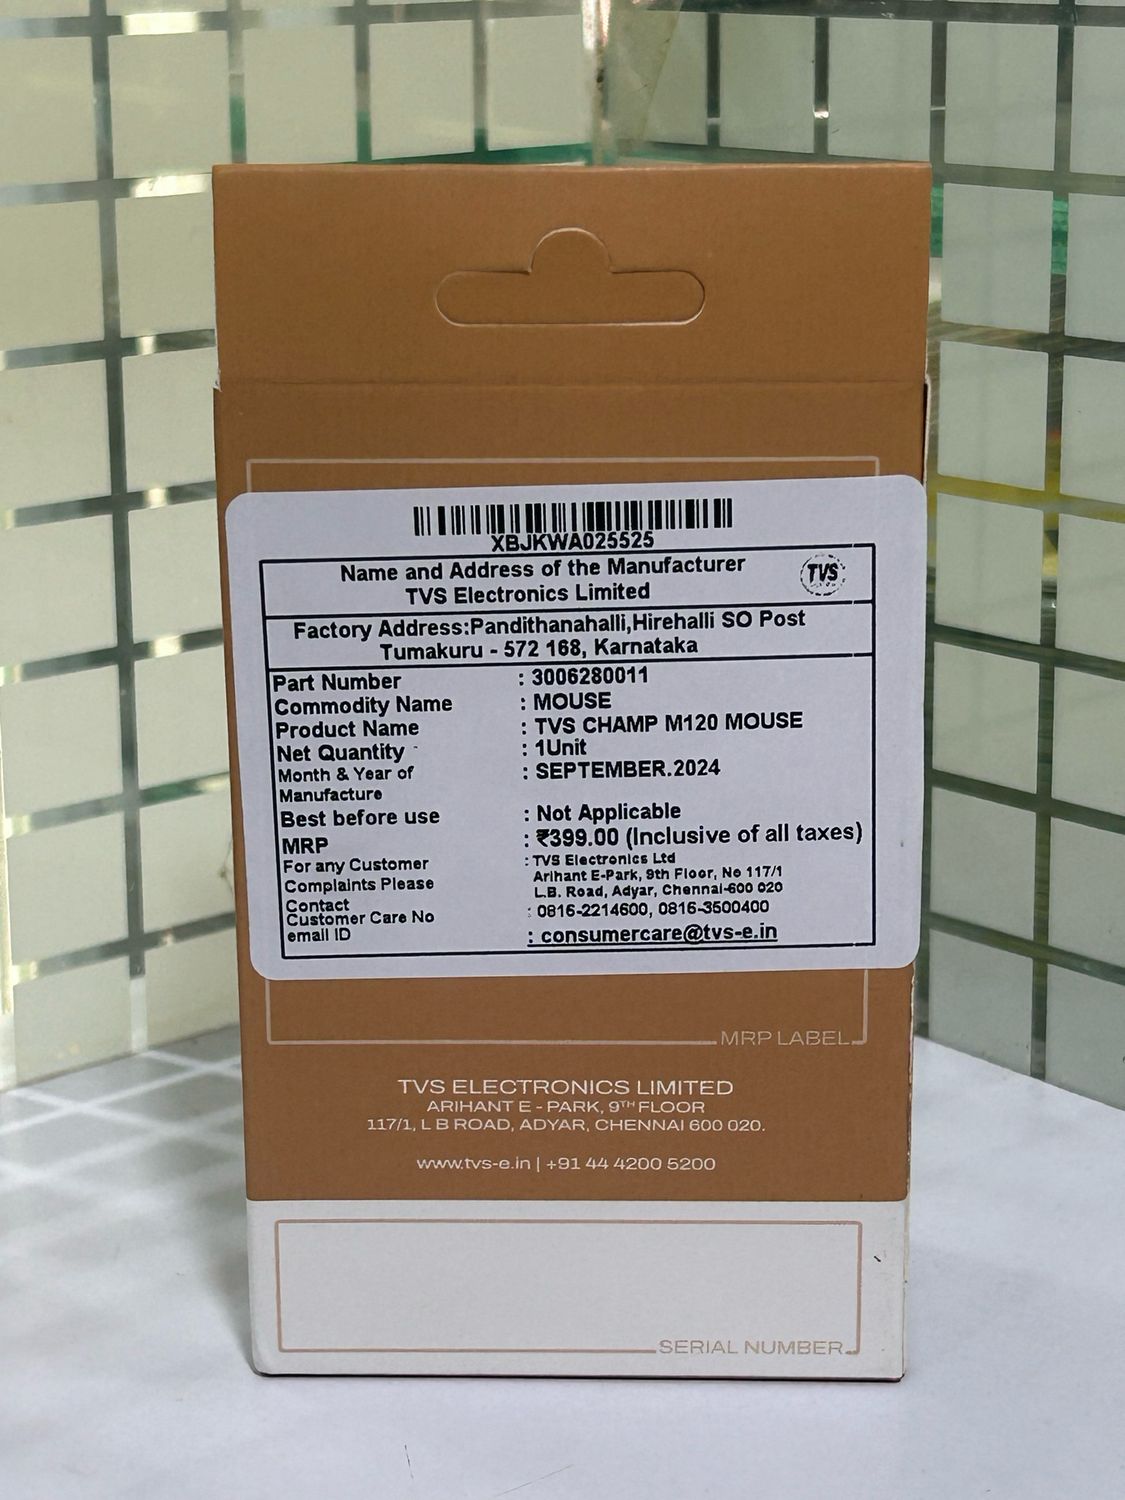 XBJKWA025525
Name and Address of the Manufacturer
TVS Electronics Limited
TVS
Factory Address:Pandithanahalli,Hirehalli SO Post
Tumakuru - 572 168, Karnataka
Part Number : 3006280011
Commodity Name : MOUSE
Product Name : TVS CHAMP M120 MOUSE
Net Quantity : 1Unit
Month & Year of : SEPTEMBER.2024
Manufacture
Best before use : Not Applicable
MRP : ₹399.00 (Inclusive of all taxes)
For any Customer : TVS Electronics Ltd
Complaints Please Arihant E-Park, 9th Floor, No 117/1
Contact L.B. Road, Adyar, Chennai-600 020
Customer Care No : 0816-2214600, 0816-3500400
email ID : consumercare@tvs-e.in
MRP LABEL
TVS ELECTRONICS LIMITED
ARIHANT E - PARK, 9TH FLOOR
117/1, L B ROAD, ADYAR, CHENNAI 600 020.
www.tvs-e.in | +91 44 4200 5200
SERIAL NUMBER